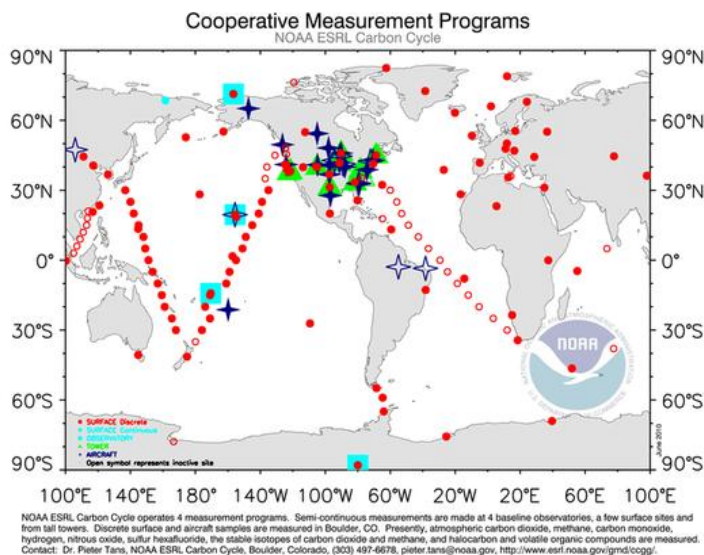 Cooperative Measurement Programs
NOAA ESRL Carbon Cycle
90°N 90°N
60°N 60°N
30°N 30°N
0° 0°
30°S 30°S
60°S 60°S
90°S 90°S
NOAA
SURFACE Discrete
SURFACE Continuous
OBSERVATORY
TOWER
AIRCRAFT
Open symbol represents inactive site
June 2010
100°E 140°E 180° 140°W 100°W 60°W 20°W 20°E 60°E 100°E
NOAA ESRL Carbon Cycle operates 4 measurement programs. Semi-continuous measurements are made at 4 baseline observatories, a few surface sites and
from tall towers. Discrete surface and aircraft samples are measured in Boulder, CO. Presently, atmospheric carbon dioxide, methane, carbon monoxide,
hydrogen, nitrous oxide, sulfur hexafluoride, the stable isotopes of carbon dioxide and methane, and halocarbon and volatile organic compounds are measured.
Contact: Dr. Pieter Tans, NOAA ESRL Carbon Cycle, Boulder, Colorado, (303) 497-6678, pieter.tans@noaa.gov, http://www.esrl.noaa.gov/gmd/ccgg/.